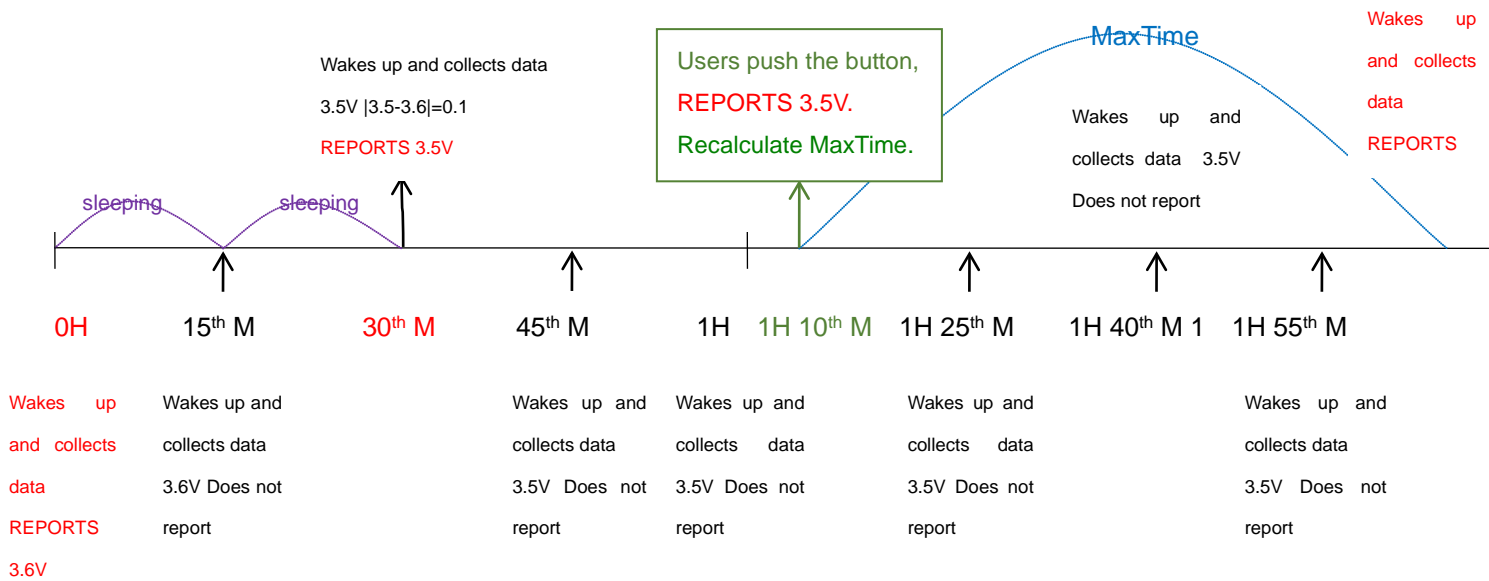 Wakes up and collects data
3.5V |3.5-3.6|=0.1
REPORTS 3.5V
Users push the button,
REPORTS 3.5V.
Recalculate MaxTime.
MaxTime
Wakes up and
collects data 3.5V
Does not report
Wakes up
and collects
data
REPORTS
sleeping
sleeping
0H
15th M
30th M
45th M
1H
1H 10th M
1H 25th M
1H 40th M 1
1H 55th M
Wakes up
and collects
data
REPORTS
3.6V
Wakes up and
collects data
3.6V Does not
report
Wakes up and
collects data
3.5V Does not
report
Wakes up and
collects data
3.5V Does not
report
Wakes up and
collects data
3.5V Does not
report
Wakes up and
collects data
3.5V Does not
report